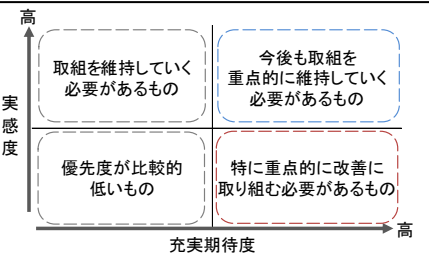 高
実感度
取組を維持していく
必要があるもの
今後も取組を
重点的に維持していく
必要があるもの
優先度が比較的
低いもの
特に重点的に改善に
取り組む必要があるもの
高
充実期待度